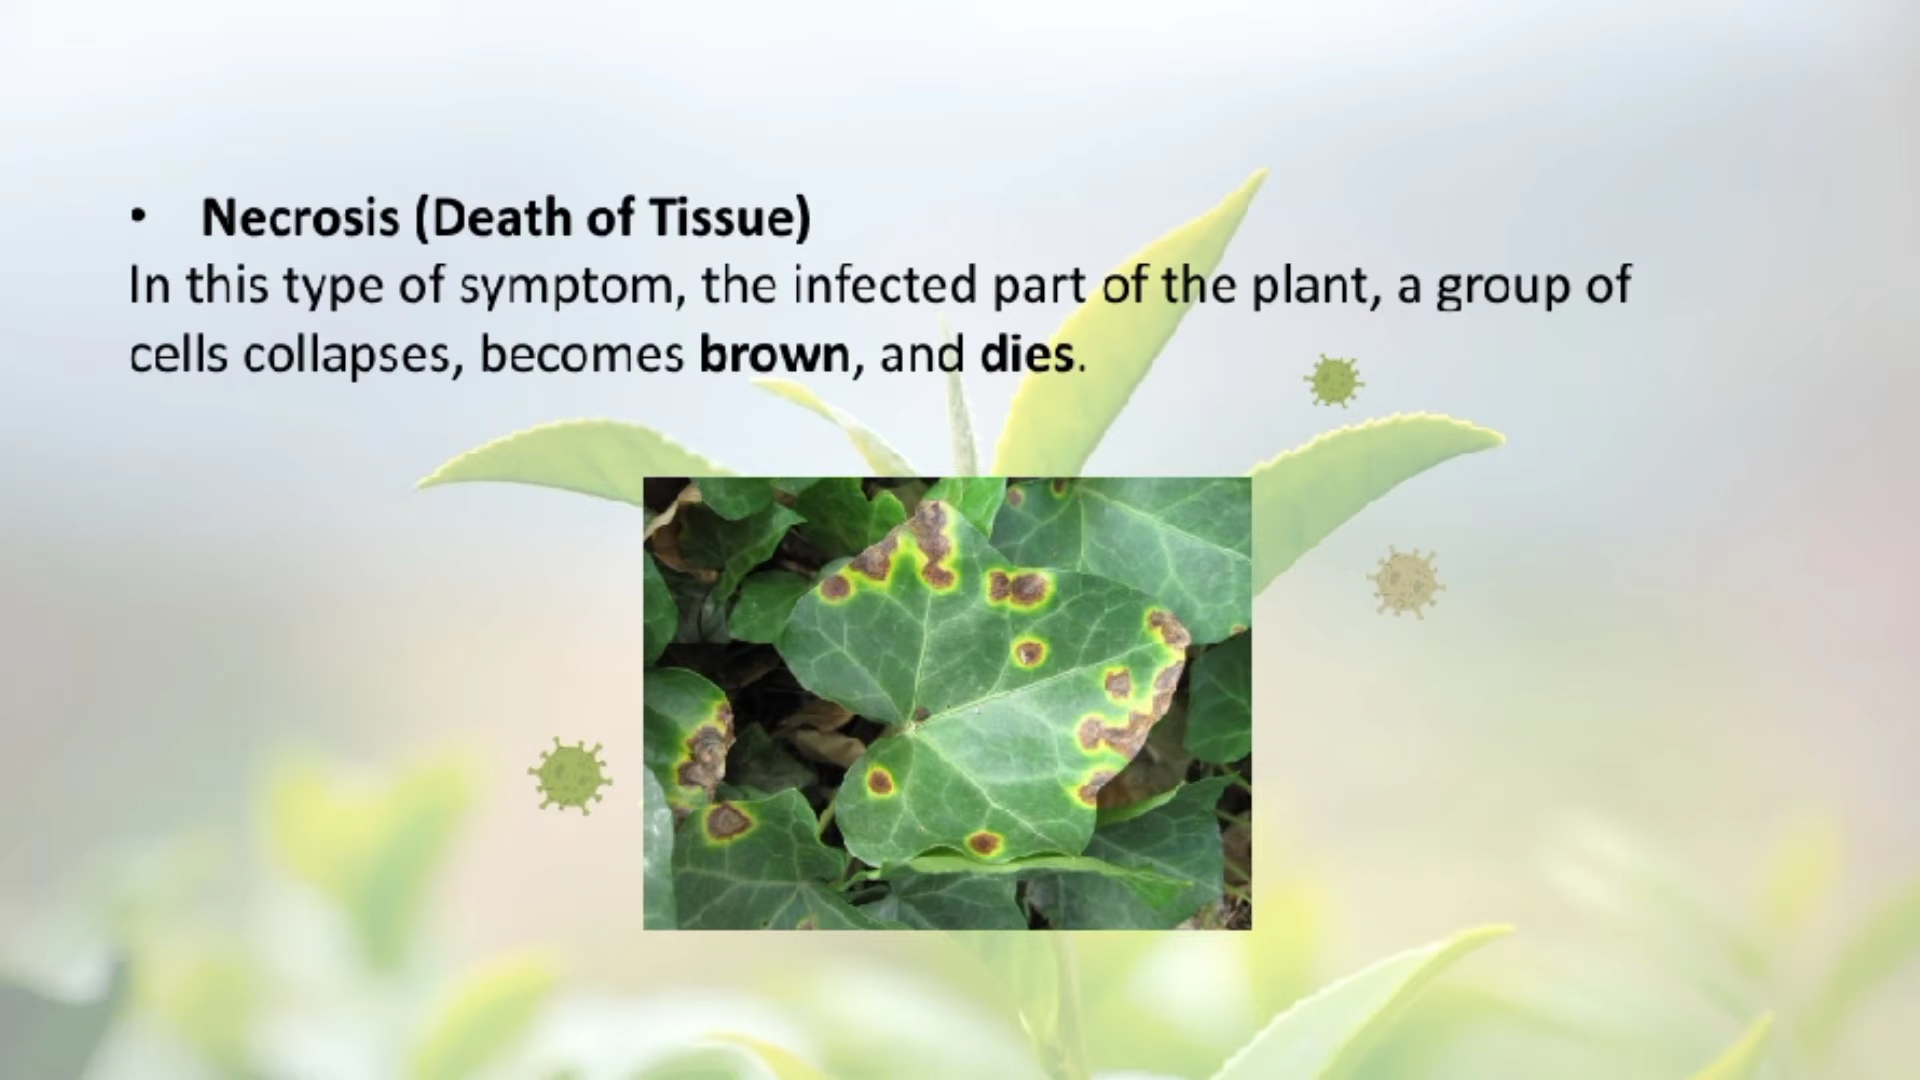 • Necrosis (Death of Tissue)
In this type of symptom, the infected part of the plant, a group of
cells collapses, becomes brown, and dies.